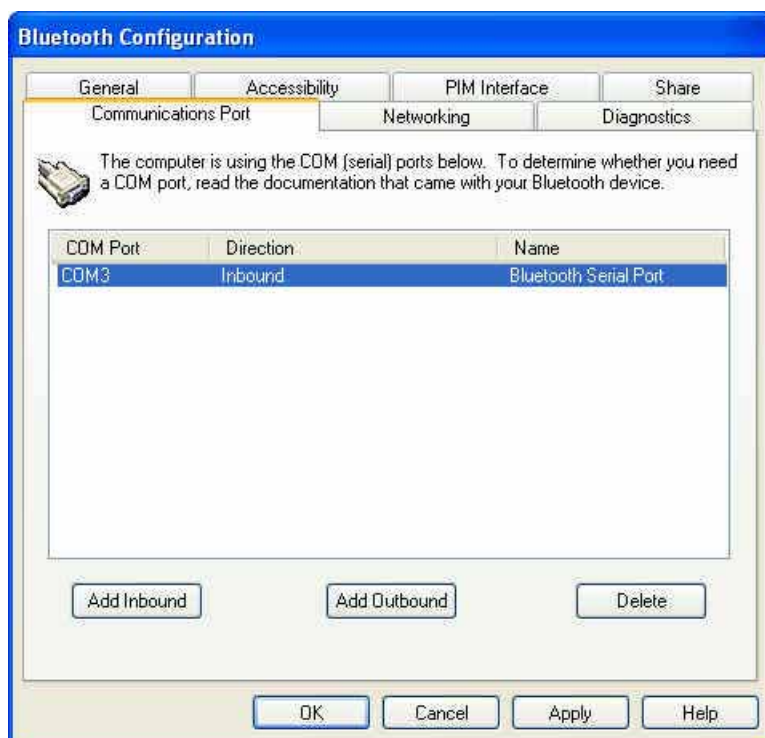 Bluetooth Configuration
General Accessibility PIM Interface Share
Communications Port Networking Diagnostics
The computer is using the COM (serial) ports below. To determine whether you need
a COM port, read the documentation that came with your Bluetooth device.
COM Port Direction Name
COM3 Inbound Bluetooth Serial Port
Add Inbound Add Outbound Delete
OK Cancel Apply Help